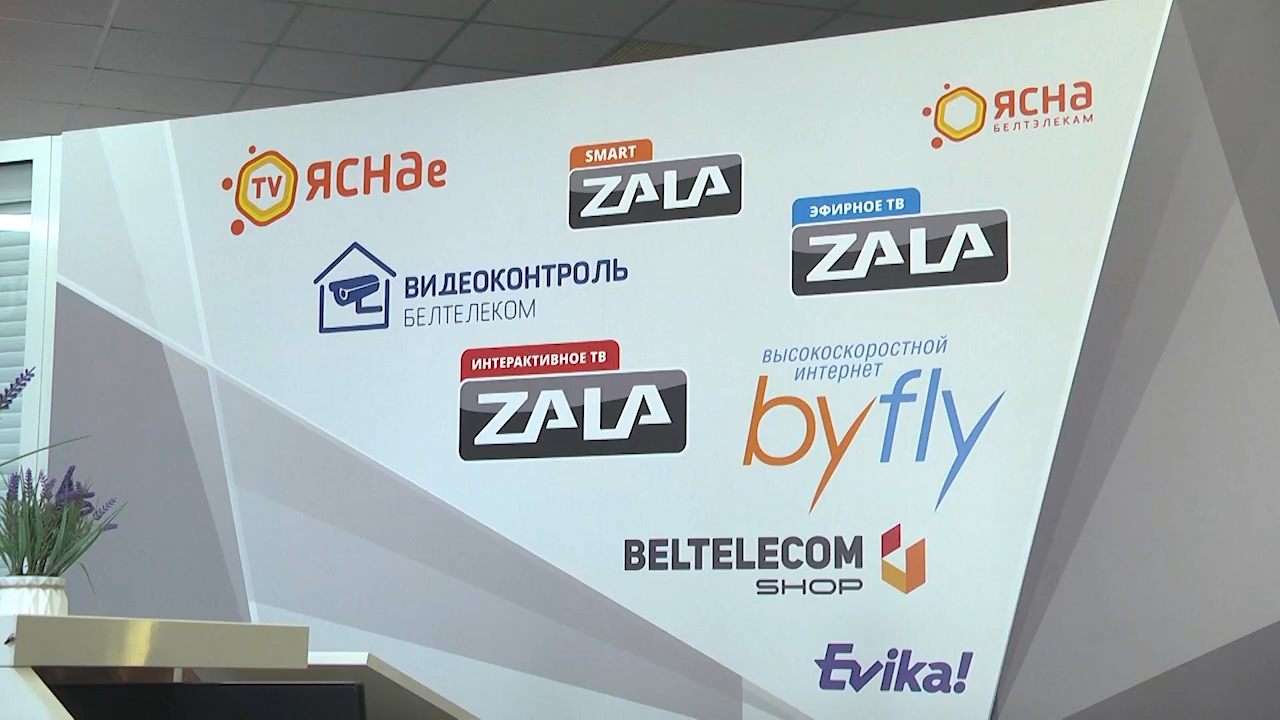 ЯСНА
БЕЛТЭЛЕКАМ
TV ЯСНАе
SMART
ZALA
ЭФИРНОЕ ТВ
ZALA
ВИДЕОКОНТРОЛЬ
БЕЛТЕЛЕКОМ
ИНТЕРАКТИВНОЕ ТВ
ZALA
высокоскоростной
интернет
byfly
BELTELECOM
SHOP
Evika!